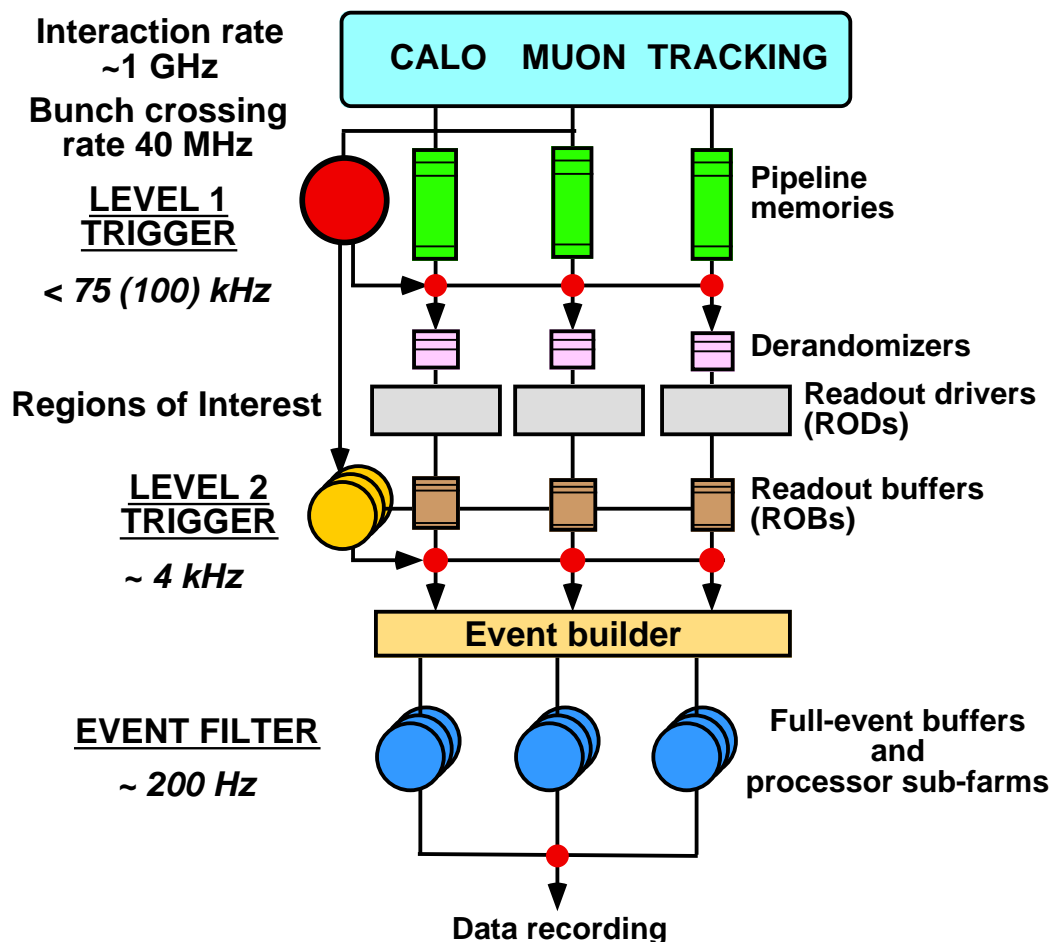 Interaction rate
~1 GHz
CALO MUON TRACKING
Bunch crossing
rate 40 MHz
Pipeline
memories
LEVEL 1
TRIGGER
< 75 (100) kHz
Derandomizers
Regions of Interest
Readout drivers
(RODs)
LEVEL 2
TRIGGER
Readout buffers
(ROBs)
~ 4 kHz
Event builder
EVENT FILTER
~ 200 Hz
Full-event buffers
and
processor sub-farms
Data recording